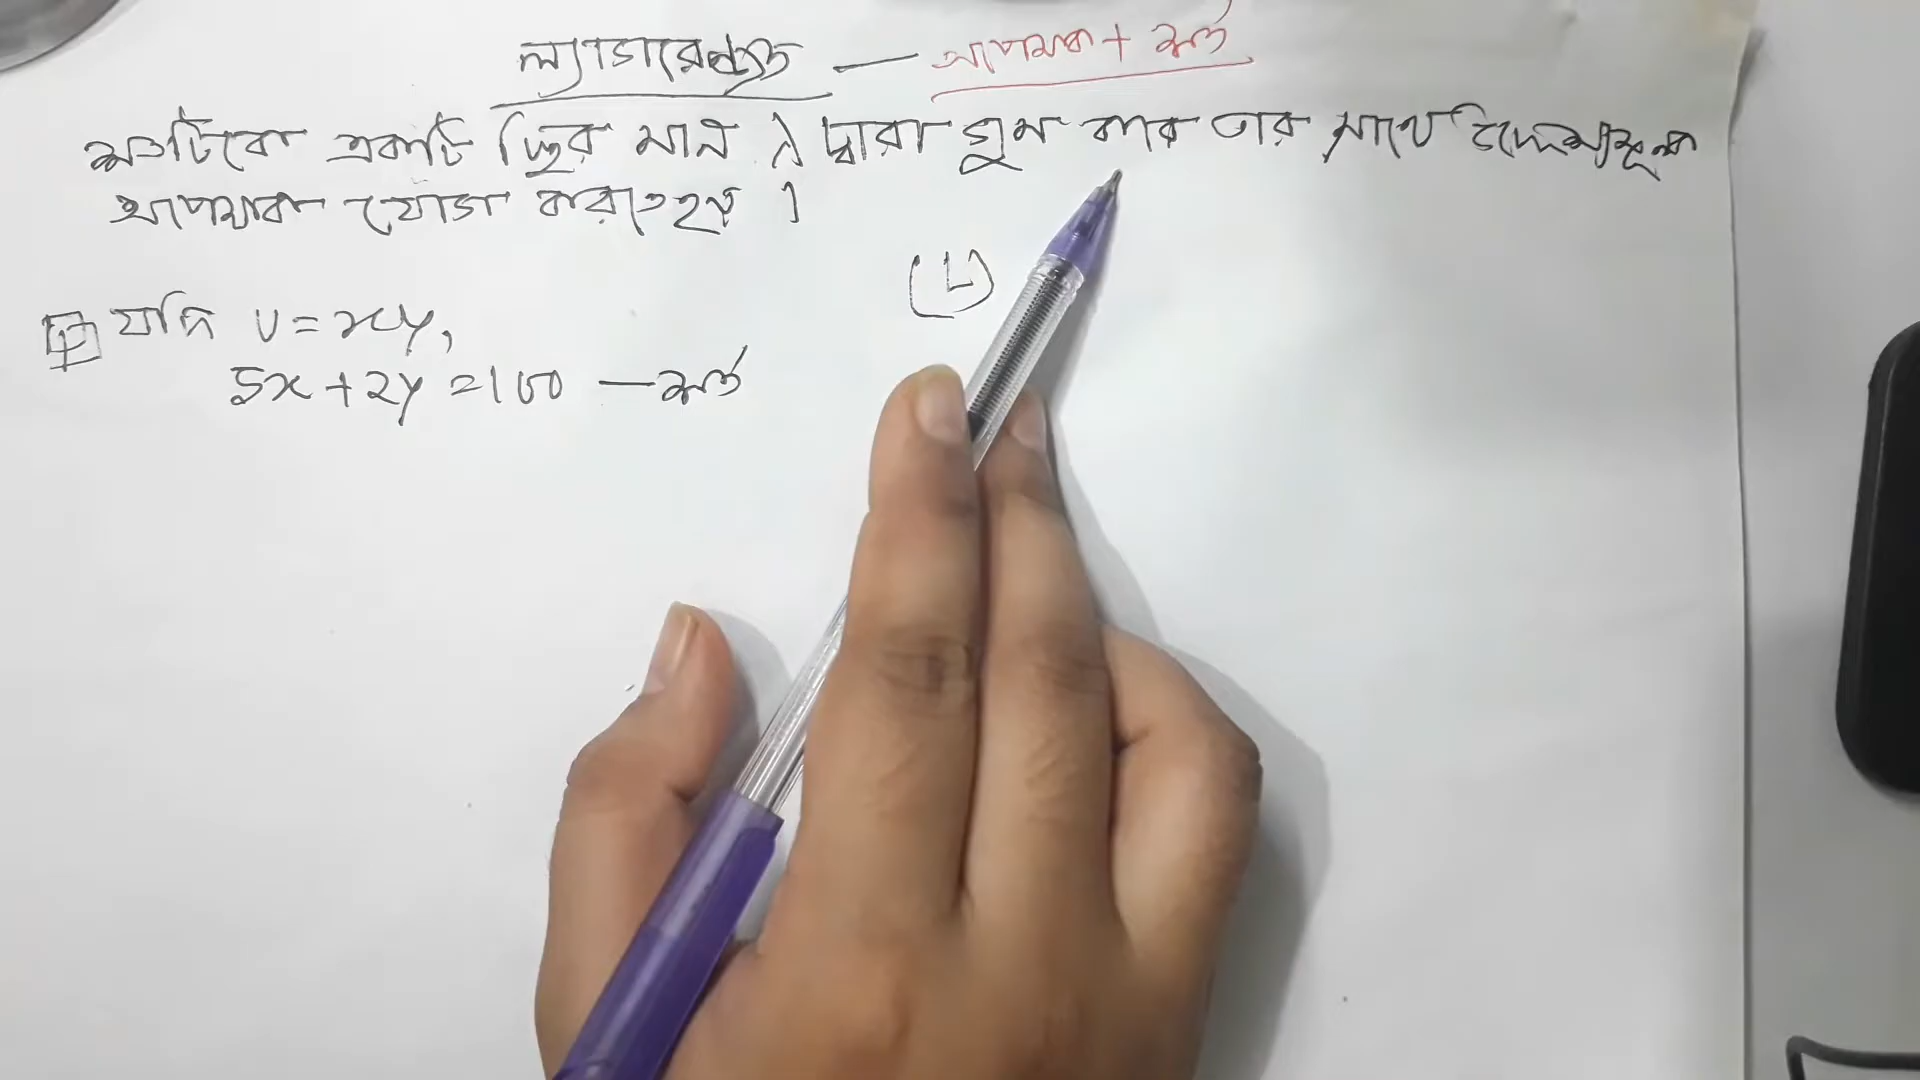 ল্যাগারেঞ্জ — অপেক্ষক + শর্ত
শর্তটিকে একটি স্থির মান λ দ্বারা গুন করে তার সাথে উদ্দেশ্যমূলক
অপেক্ষক যোগ করতে হয় ।
(L)
যদি U = xy,
5x + 2y = 100 — শর্ত